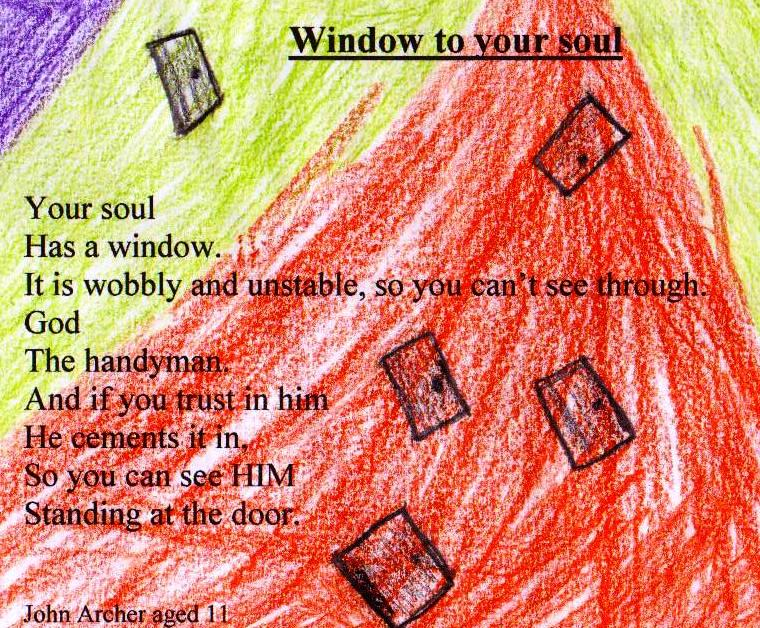 Window to your soul
Your soul
Has a window.
It is wobbly and unstable, so you can't see through.
God
The handyman.
And if you trust in him
He cements it in,
So you can see HIM
Standing at the door.
John Archer aged 11